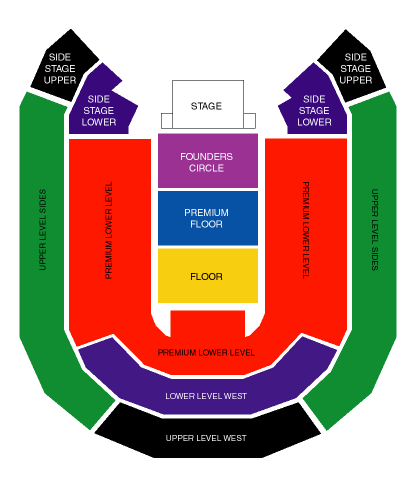 SIDE
STAGE
UPPER
SIDE
STAGE
UPPER
SIDE
STAGE
LOWER
STAGE
SIDE
STAGE
LOWER
FOUNDERS
CIRCLE
UPPER LEVEL SIDES
PREMIUM LOWER LEVEL
PREMIUM
FLOOR
PREMIUM LOWER LEVEL
UPPER LEVEL SIDES
FLOOR
PREMIUM LOWER LEVEL
LOWER LEVEL WEST
UPPER LEVEL WEST